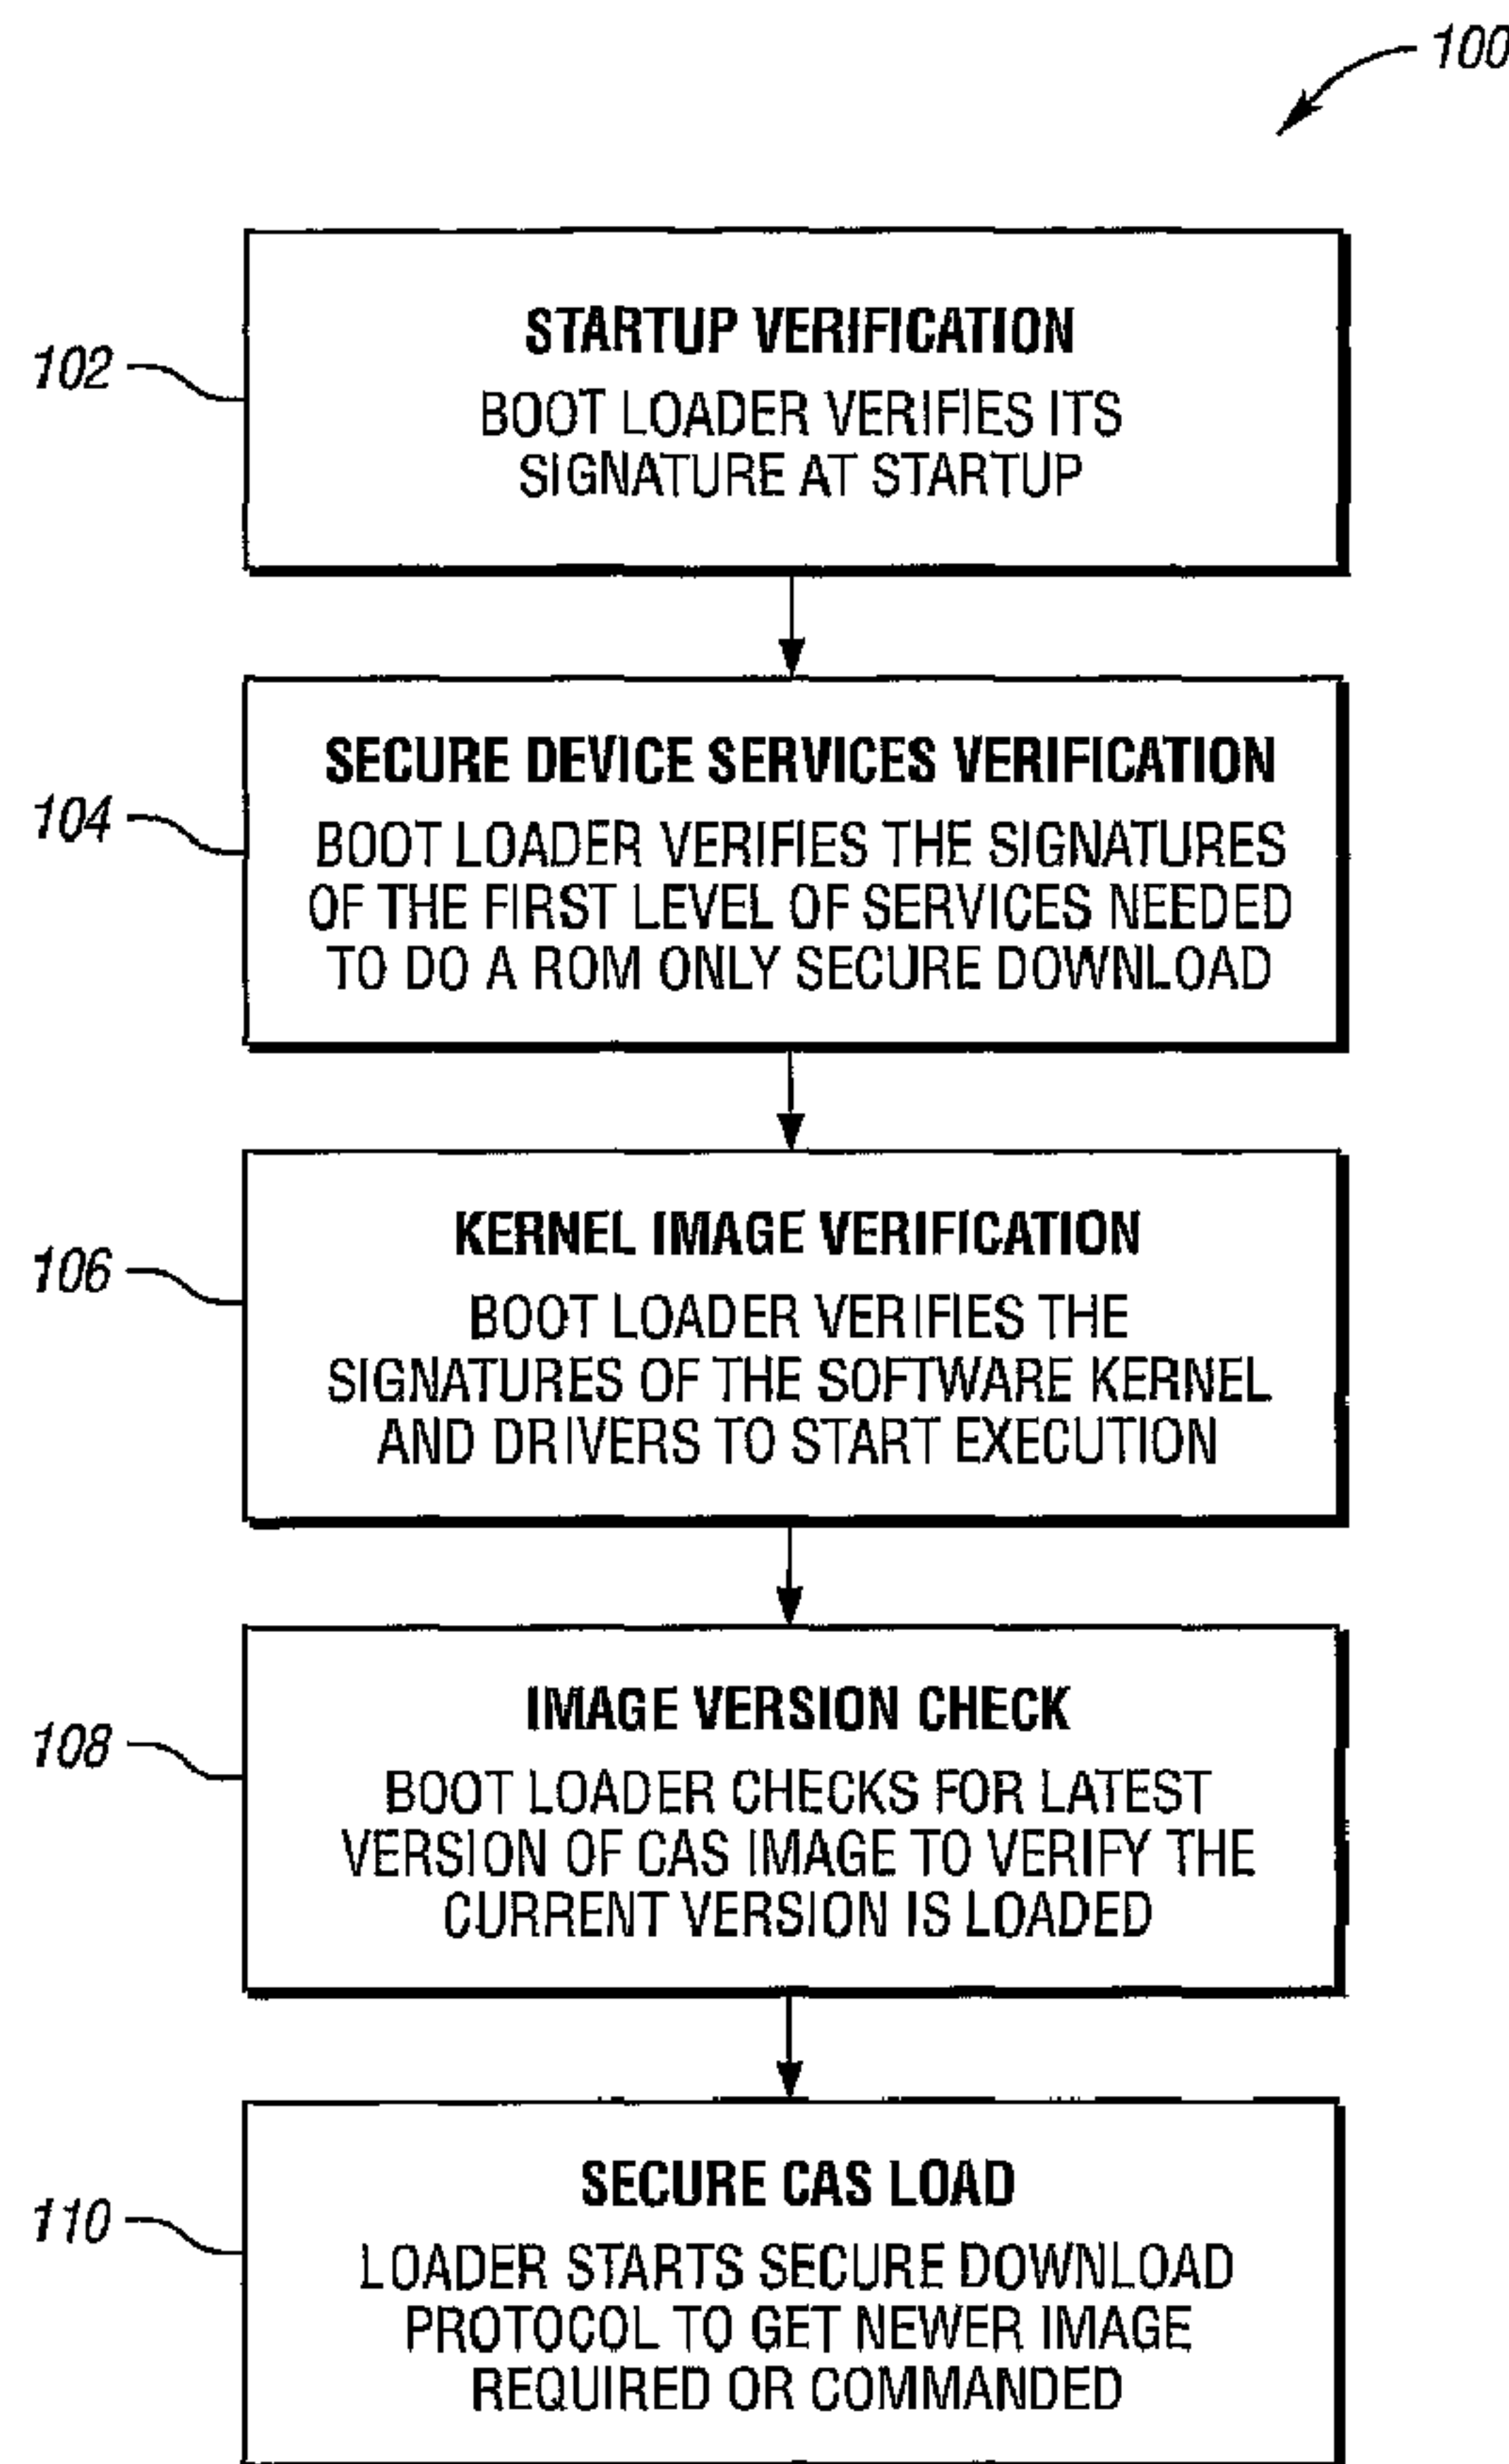 100
102
STARTUP VERIFICATION
BOOT LOADER VERIFIES ITS
SIGNATURE AT STARTUP
104
SECURE DEVICE SERVICES VERIFICATION
BOOT LOADER VERIFIES THE SIGNATURES
OF THE FIRST LEVEL OF SERVICES NEEDED
TO DO A ROM ONLY SECURE DOWNLOAD
106
KERNEL IMAGE VERIFICATION
BOOT LOADER VERIFIES THE
SIGNATURES OF THE SOFTWARE KERNEL
AND DRIVERS TO START EXECUTION
108
IMAGE VERSION CHECK
BOOT LOADER CHECKS FOR LATEST
VERSION OF CAS IMAGE TO VERIFY THE
CURRENT VERSION IS LOADED
110
SECURE CAS LOAD
LOADER STARTS SECURE DOWNLOAD
PROTOCOL TO GET NEWER IMAGE
REQUIRED OR COMMANDED